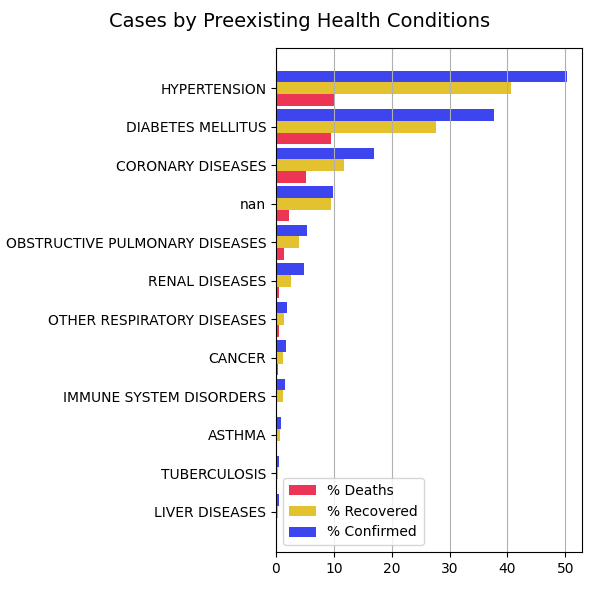 Cases by Preexisting Health Conditions
HYPERTENSION
DIABETES MELLITUS
CORONARY DISEASES
nan
OBSTRUCTIVE PULMONARY DISEASES
RENAL DISEASES
OTHER RESPIRATORY DISEASES
CANCER
IMMUNE SYSTEM DISORDERS
ASTHMA
TUBERCULOSIS
LIVER DISEASES
% Deaths
% Recovered
% Confirmed
0 10 20 30 40 50